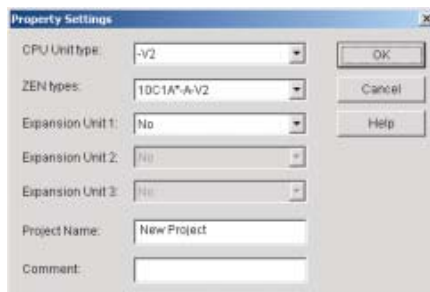 Property Settings
CPU Unit type: -V2 OK
ZEN types: 10C1A*-A-V2 Cancel
Expansion Unit 1: No Help
Expansion Unit 2: No
Expansion Unit 3: No
Project Name: New Project
Comment: